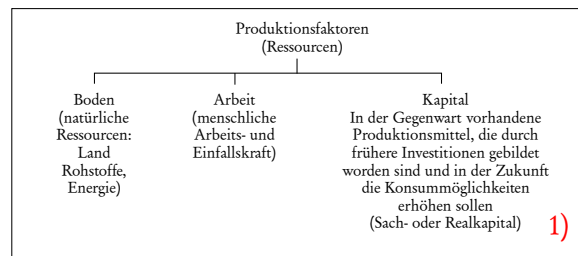 Produktionsfaktoren
(Ressourcen)
Boden
(natürliche
Ressourcen:
Land
Rohstoffe,
Energie)
Arbeit
(menschliche
Arbeits- und
Einfallskraft)
Kapital
In der Gegenwart vorhandene
Produktionsmittel, die durch
frühere Investitionen gebildet
worden sind und in der Zukunft
die Konsummöglichkeiten
erhöhen sollen
(Sach- oder Realkapital)
1)